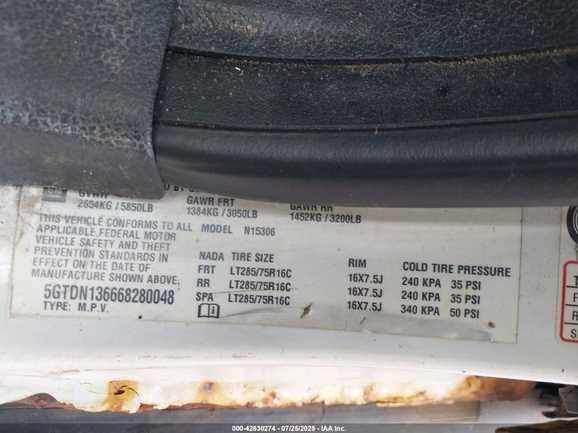 GVWR
GAWR FRT
GAWR RR
2654KG / 5850LB
1384KG / 3050LB
1452KG / 3200LB
THIS VEHICLE CONFORMS TO ALL MODEL N15306
APPLICABLE FEDERAL MOTOR
VEHICLE SAFETY AND THEFT
PREVENTION STANDARDS IN
EFFECT ON THE DATE OF
MANUFACTURE SHOWN ABOVE:
5GTDN136668280048
TYPE: M.P.V.
NADA TIRE SIZE RIM COLD TIRE PRESSURE
FRT LT285/75R16C 16X7.5J 240 KPA 35 PSI
RR LT285/75R16C 16X7.5J 240 KPA 35 PSI
SPA LT285/75R16C 16X7.5J 340 KPA 50 PSI
T
F
R
S
000-42830274 - 07/25/2025 - IAA Inc.